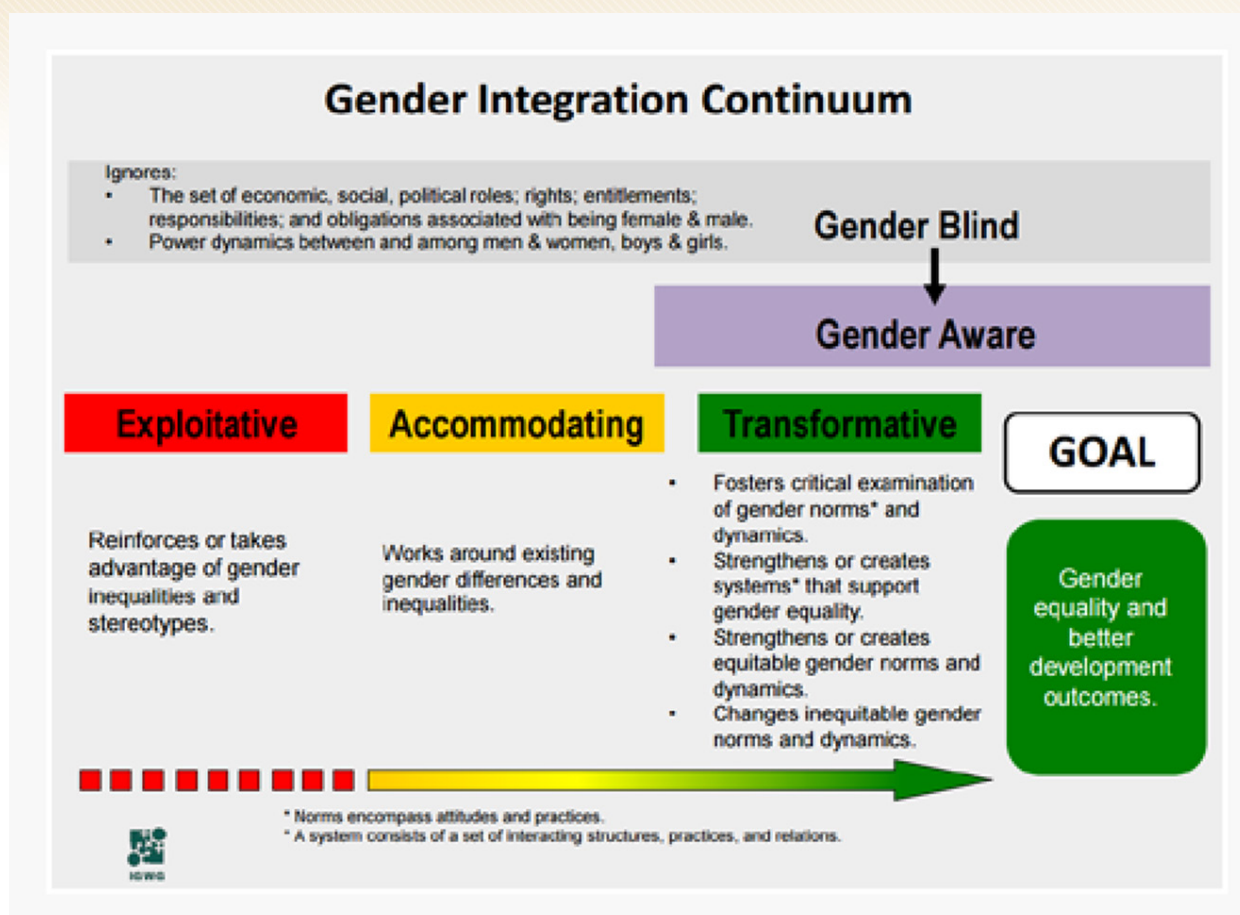 Gender Integration Continuum
Ignores:
• The set of economic, social, political roles; rights; entitlements;
responsibilities; and obligations associated with being female & male.
• Power dynamics between and among men & women, boys & girls.
Gender Blind
Gender Aware
Exploitative
Reinforces or takes
advantage of gender
inequalities and
stereotypes.
Accommodating
Works around existing
gender differences and
inequalities.
Transformative
• Fosters critical examination
of gender norms* and
dynamics.
• Strengthens or creates
systems* that support
gender equality.
• Strengthens or creates
equitable gender norms and
dynamics.
• Changes inequitable gender
norms and dynamics.
GOAL
Gender
equality and
better
development
outcomes.
* Norms encompass attitudes and practices.
* A system consists of a set of interacting structures, practices, and relations.
IGWG